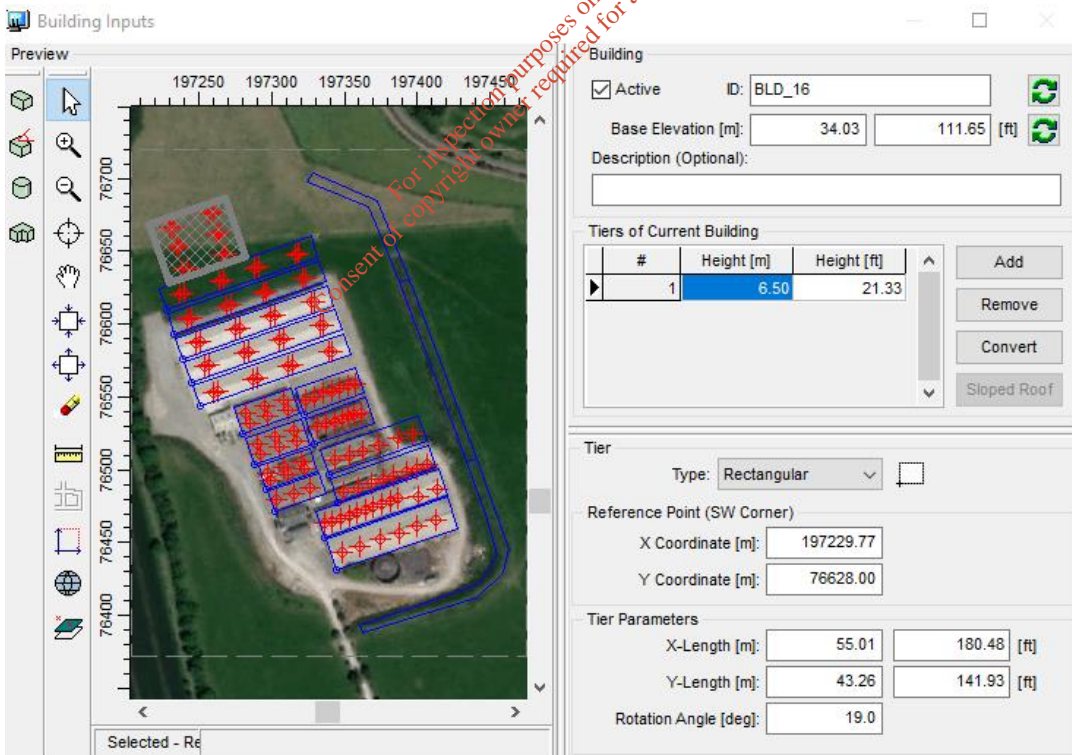 Building Inputs
Preview
197250 197300 197350 197400 197450
76700
76650
76600
76550
76500
76450
76400
Selected - Re
For inspection purposes on
Consent of copyright owner required for a
Building
Active
ID: BLD_16
Base Elevation [m]: 34.03 111.65 [ft]
Description (Optional):
Tiers of Current Building
# Height [m] Height [ft]
1 6.50 21.33
Add
Remove
Convert
Sloped Roof
Tier
Type: Rectangular
Reference Point (SW Corner)
X Coordinate [m]: 197229.77
Y Coordinate [m]: 76628.00
Tier Parameters
X-Length [m]: 55.01 180.48 [ft]
Y-Length [m]: 43.26 141.93 [ft]
Rotation Angle [deg]: 19.0